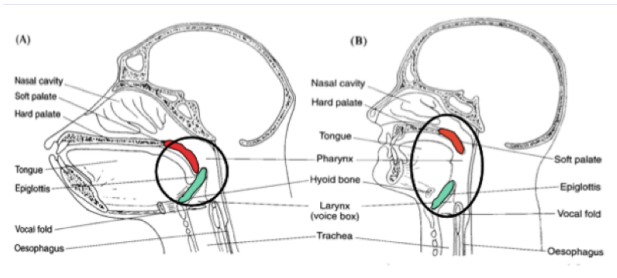 (A)
Nasal cavity
Soft palate
Hard palate
Tongue
Epiglottis
Vocal fold
Oesophagus
(B)
Nasal cavity
Hard palate
Tongue
Pharynx
Hyoid bone
Larynx
(voice box)
Trachea
Soft palate
Epiglottis
Vocal fold
Oesophagus